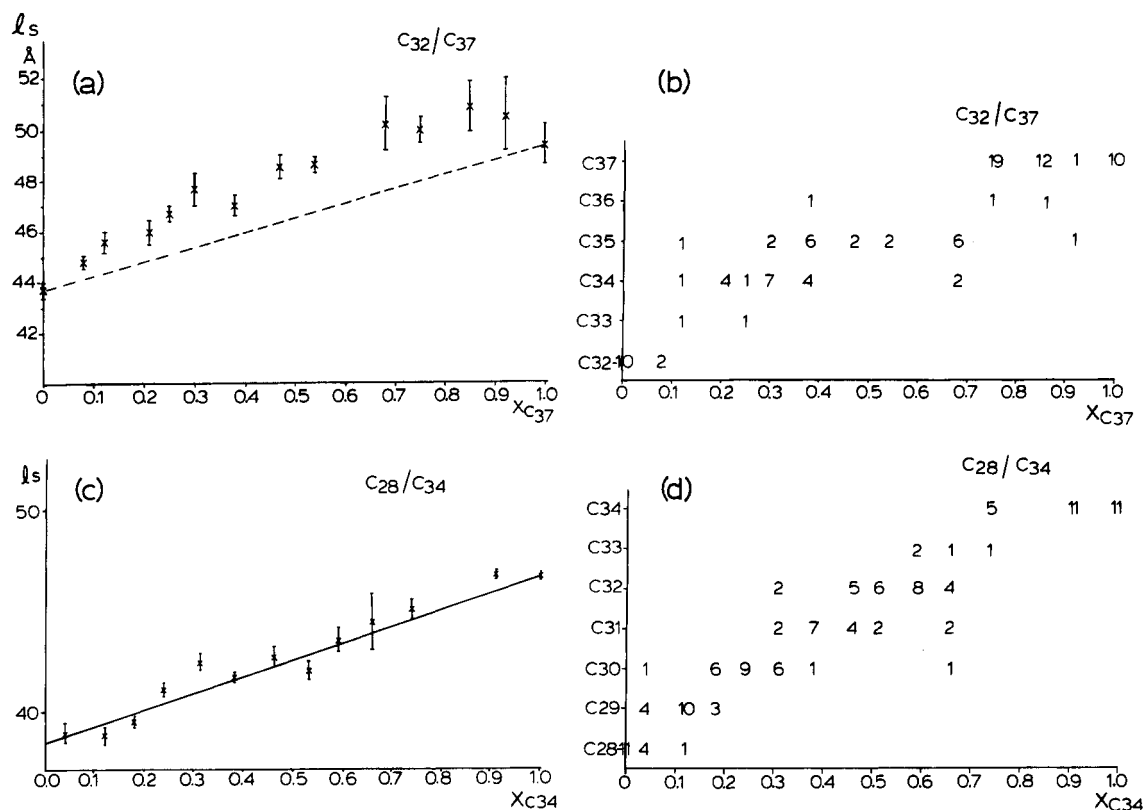 ℓs
Å
(a)
C32/C37
52
50
48
46
44
42
0 0.1 0.2 0.3 0.4 0.5 0.6 0.7 0.8 0.9 1.0
XC37
(b)
C32/C37
C37 19 12 1 10
C36 1 1 1
C35 1 2 6 2 2 6 1
C34 1 4 1 7 4 2
C33 1 1
C32 10 2
0 0.1 0.2 0.3 0.4 0.5 0.6 0.7 0.8 0.9 1.0
XC37
ℓs
(c)
C28/C34
50
40
0.0 0.1 0.2 0.3 0.4 0.5 0.6 0.7 0.8 0.9 1.0
XC34
(d)
C28/C34
C34 5 11 11
C33 2 1 1
C32 2 5 6 8 4
C31 2 7 4 2 2
C30 1 6 9 6 1 1
C29 4 10 3
C28 11 4 1
0 0.1 0.2 0.3 0.4 0.5 0.6 0.7 0.8 0.9 1.0
XC34